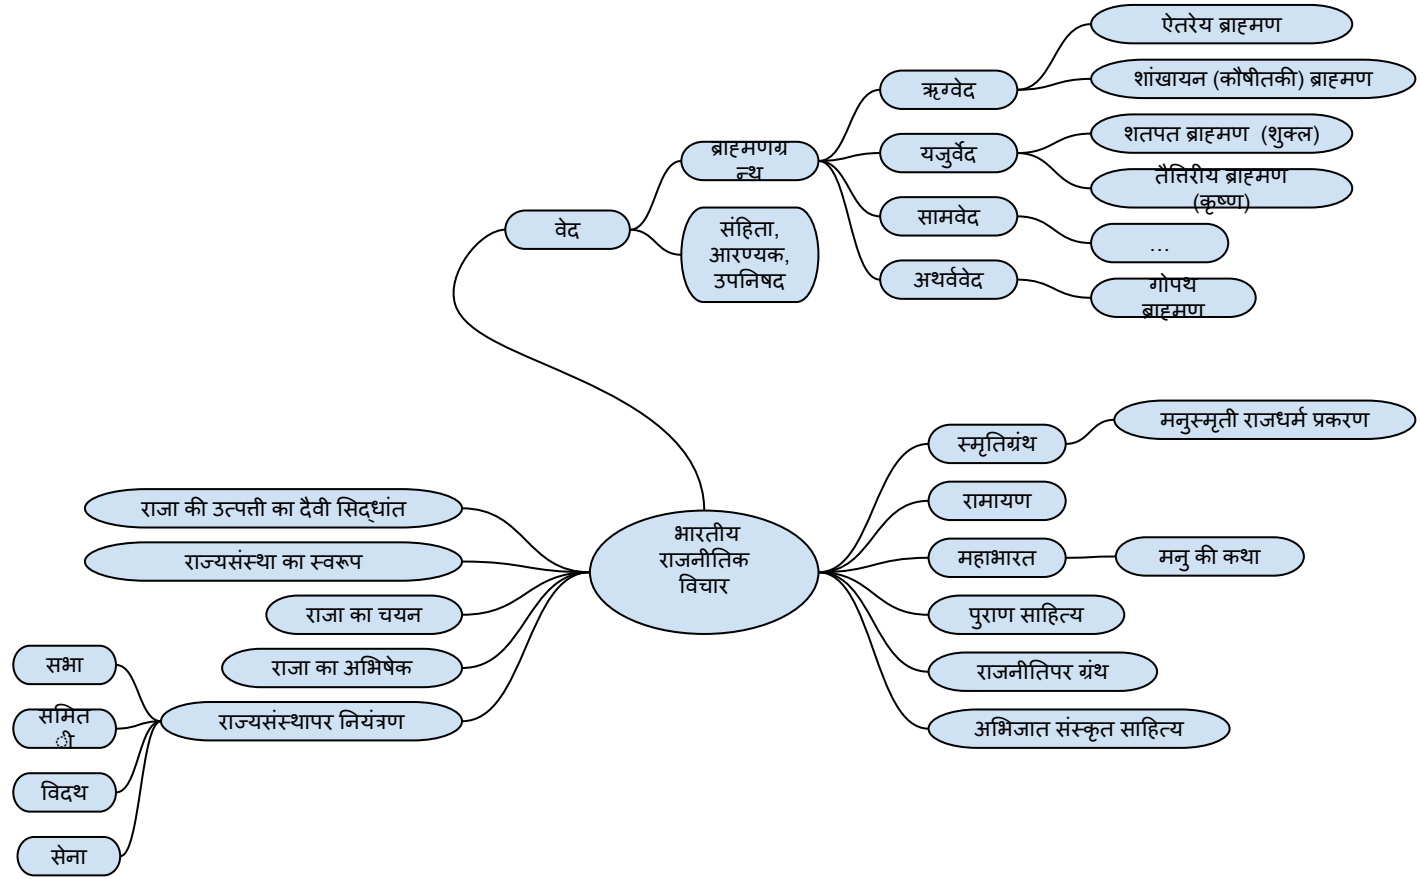 ऐतरेय ब्राह्मण
शांखायन (कौषीतकी) ब्राह्मण
ऋग्वेद
शतपत ब्राह्मण (शुक्ल)
ब्राह्मणग्र
न्थ
यजुर्वेद
तैत्तिरीय ब्राह्मण
(कृष्ण)
वेद
संहिता,
आरण्यक,
उपनिषद
सामवेद
...
अथर्ववेद
गोपथ
ब्राह्मण
मनुस्मृती राजधर्म प्रकरण
स्मृतिग्रंथ
रामायण
महाभारत
मनु की कथा
पुराण साहित्य
राजनीतिपर ग्रंथ
अभिजात संस्कृत साहित्य
भारतीय
राजनीतिक
विचार
राजा की उत्पत्ती का दैवी सिद्धांत
राज्यसंस्था का स्वरूप
राजा का चयन
राजा का अभिषेक
राज्यसंस्थापर नियंत्रण
सभा
समित
ी
विदथ
सेना